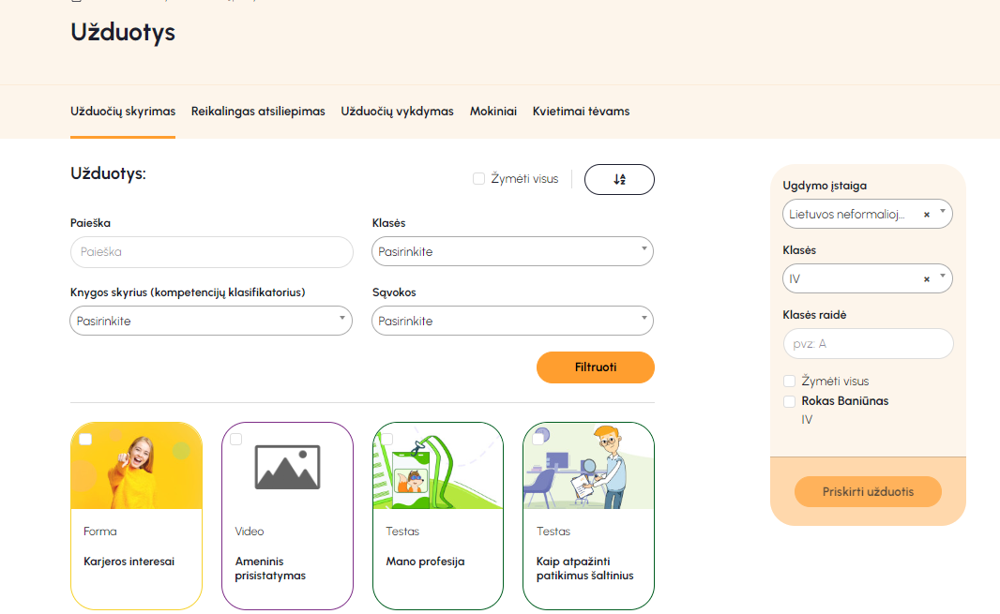 Užduotys
Užduočių skyrimas
Reikalingas atsiliepimas
Užduočių vykdymas
Mokiniai
Kvietimai tėvams
Užduotys:
Žymėti visus
Paieška
Paieška
Klasės
Pasirinkite
Knygos skyrius (kompetencijų klasifikatorius)
Pasirinkite
Sąvokos
Pasirinkite
Filtruoti
Forma
Karjeros interesai
Video
Ameninis
prisistatymas
Testas
Mano profesija
Testas
Kaip atpažinti
patikimus šaltinius
Ugdymo įstaiga
Lietuvos neformalioj...
×
Klasės
IV
×
Klasės raidė
pvz: A
Žymėti visus
Rokas Baniūnas
IV
Priskirti užduotis